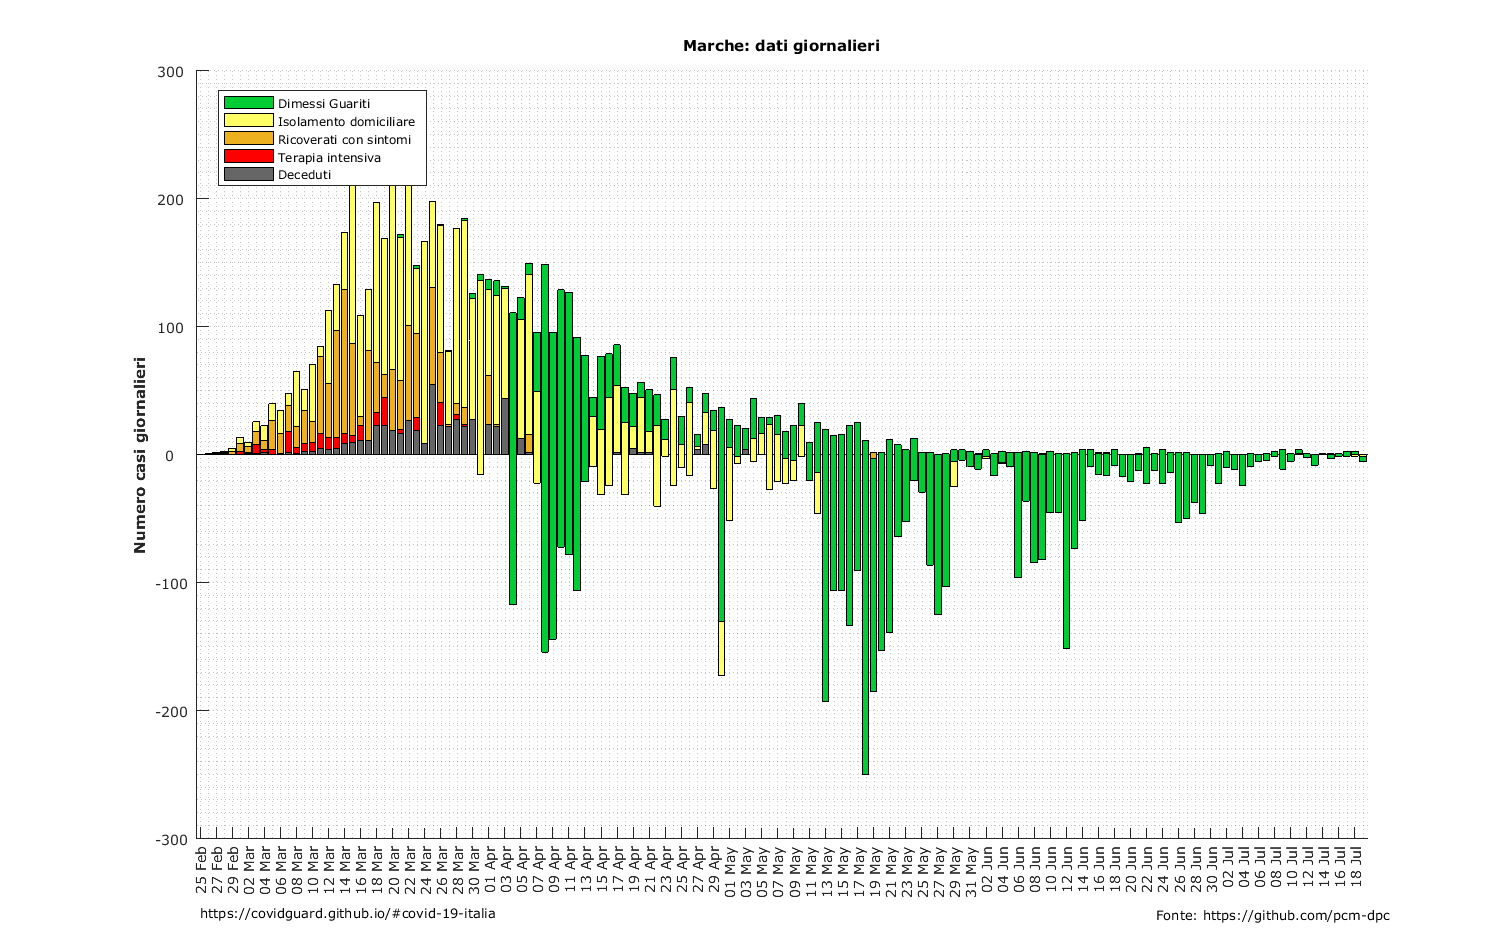 Marche: dati giornalieri
300
200
100
0
-100
-200
-300
Numero casi giornalieri
Dimessi Guariti
Isolamento domiciliare
Ricoverati con sintomi
Terapia intensiva
Deceduti
25 Feb
27 Feb
29 Feb
02 Mar
04 Mar
06 Mar
08 Mar
10 Mar
12 Mar
14 Mar
16 Mar
18 Mar
20 Mar
22 Mar
24 Mar
26 Mar
28 Mar
30 Mar
01 Apr
03 Apr
05 Apr
07 Apr
09 Apr
11 Apr
13 Apr
15 Apr
17 Apr
19 Apr
21 Apr
23 Apr
25 Apr
27 Apr
29 Apr
01 May
03 May
05 May
07 May
09 May
11 May
13 May
15 May
17 May
19 May
21 May
23 May
25 May
27 May
29 May
31 May
02 Jun
04 Jun
06 Jun
08 Jun
10 Jun
12 Jun
14 Jun
16 Jun
18 Jun
20 Jun
22 Jun
24 Jun
26 Jun
28 Jun
30 Jun
02 Jul
04 Jul
06 Jul
08 Jul
10 Jul
12 Jul
14 Jul
16 Jul
18 Jul
https://covidguard.github.io/#covid-19-italia
Fonte: https://github.com/pcm-dpc